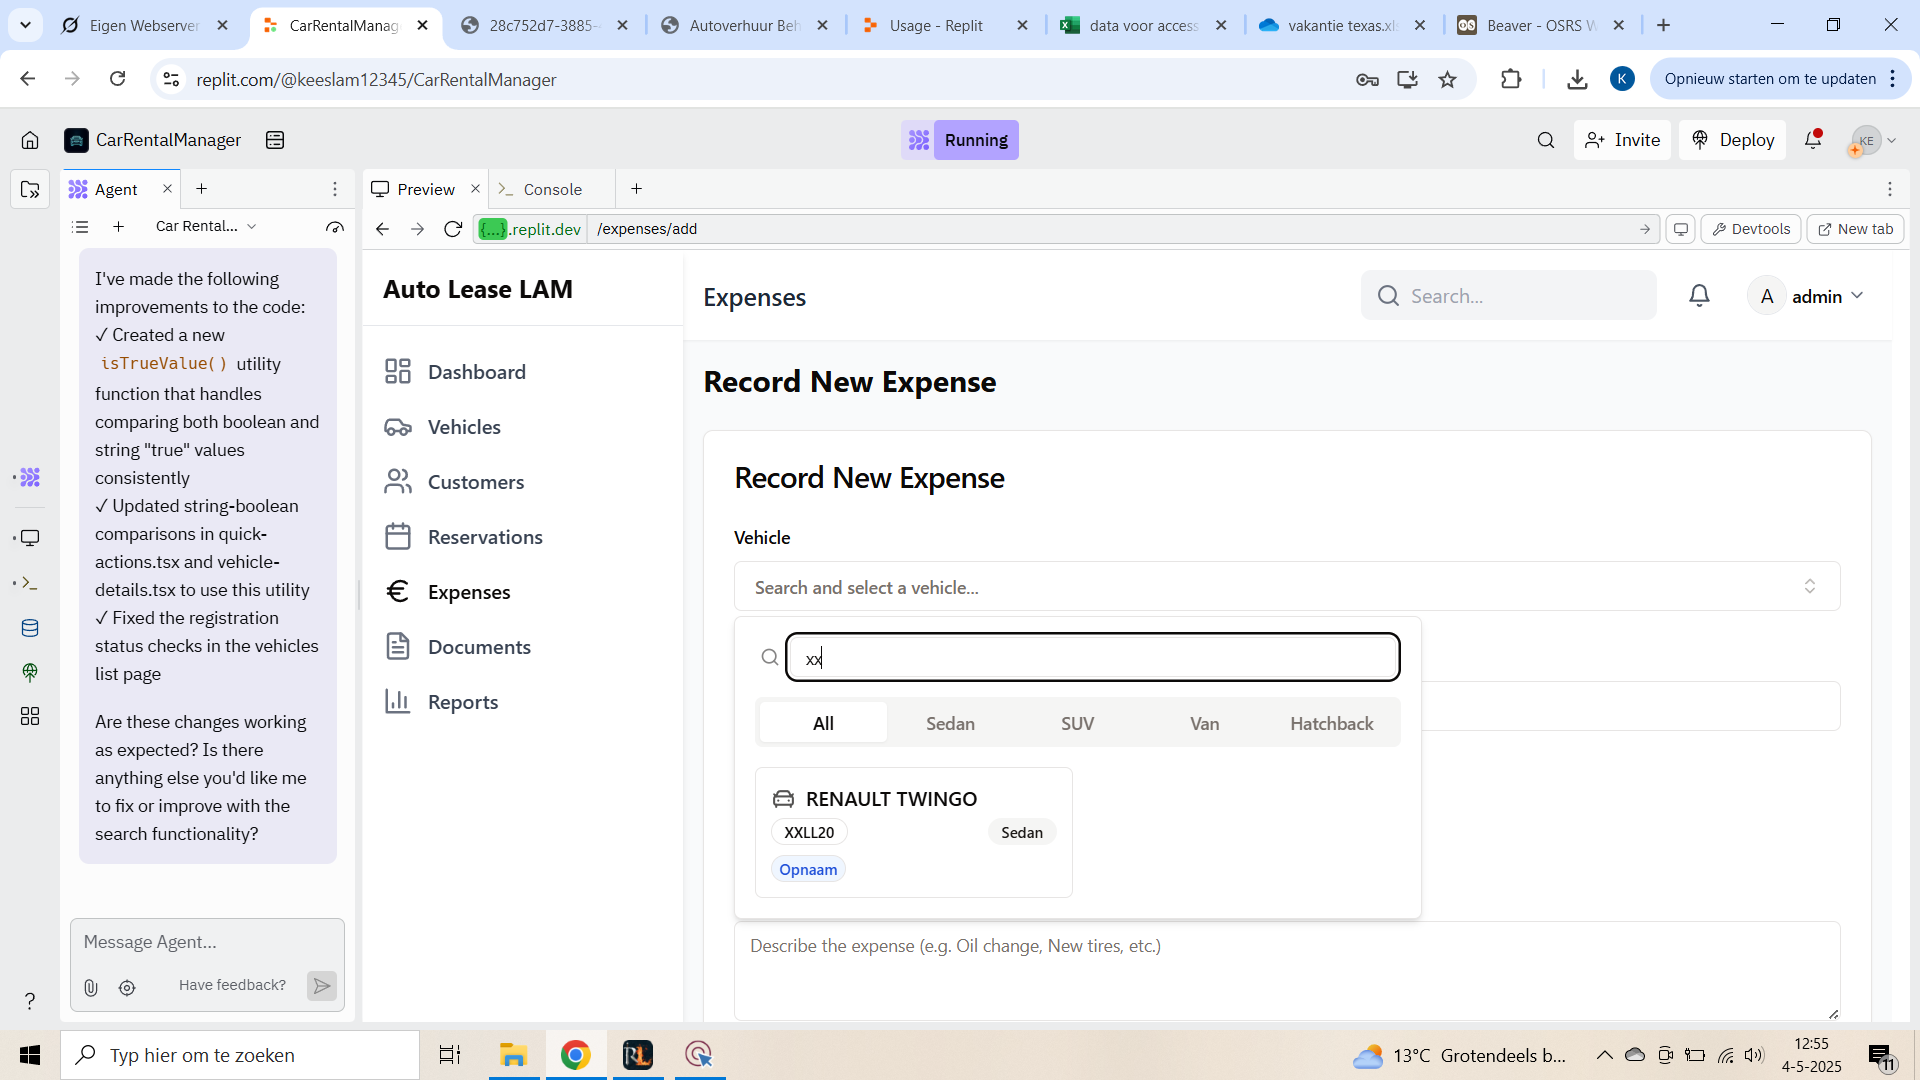 Eigen Webserver
CarRentalManag
28c752d7-3885-
Autoverhuur Beh
Usage - Replit
data voor access
vakantie texas.xls
Beaver - OSRS W
replit.com/@keeslam12345/CarRentalManager
K
Opnieuw starten om te updaten
CarRentalManager
Running
Invite
Deploy
KE
Agent
Preview
Console
Car Rental...
{...}.replit.dev
/expenses/add
Devtools
New tab
I've made the following
improvements to the code:
✓ Created a new
isTrueValue() utility
function that handles
comparing both boolean and
string "true" values
consistently
✓ Updated string-boolean
comparisons in quick-
actions.tsx and vehicle-
details.tsx to use this utility
✓ Fixed the registration
status checks in the vehicles
list page
Are these changes working
as expected? Is there
anything else you'd like me
to fix or improve with the
search functionality?
Message Agent...
Have feedback?
Auto Lease LAM
Dashboard
Vehicles
Customers
Reservations
Expenses
Documents
Reports
Expenses
Search...
A
admin
Record New Expense
Record New Expense
Vehicle
Search and select a vehicle...
xx
All
Sedan
SUV
Van
Hatchback
RENAULT TWINGO
XXLL20
Sedan
Opnaam
Describe the expense (e.g. Oil change, New tires, etc.)
Typ hier om te zoeken
13°C Grotendeels b...
12:55
4-5-2025
11